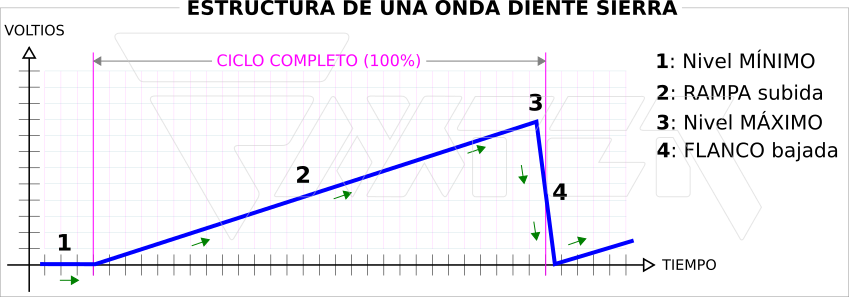 ESTRUCTURA DE UNA ONDA DIENTE SIERRA
VOLTIOS
CICLO COMPLETO (100%)
1: Nivel MÍNIMO
2: RAMPA subida
3: Nivel MÁXIMO
4: FLANCO bajada
3
2
4
1
TIEMPO